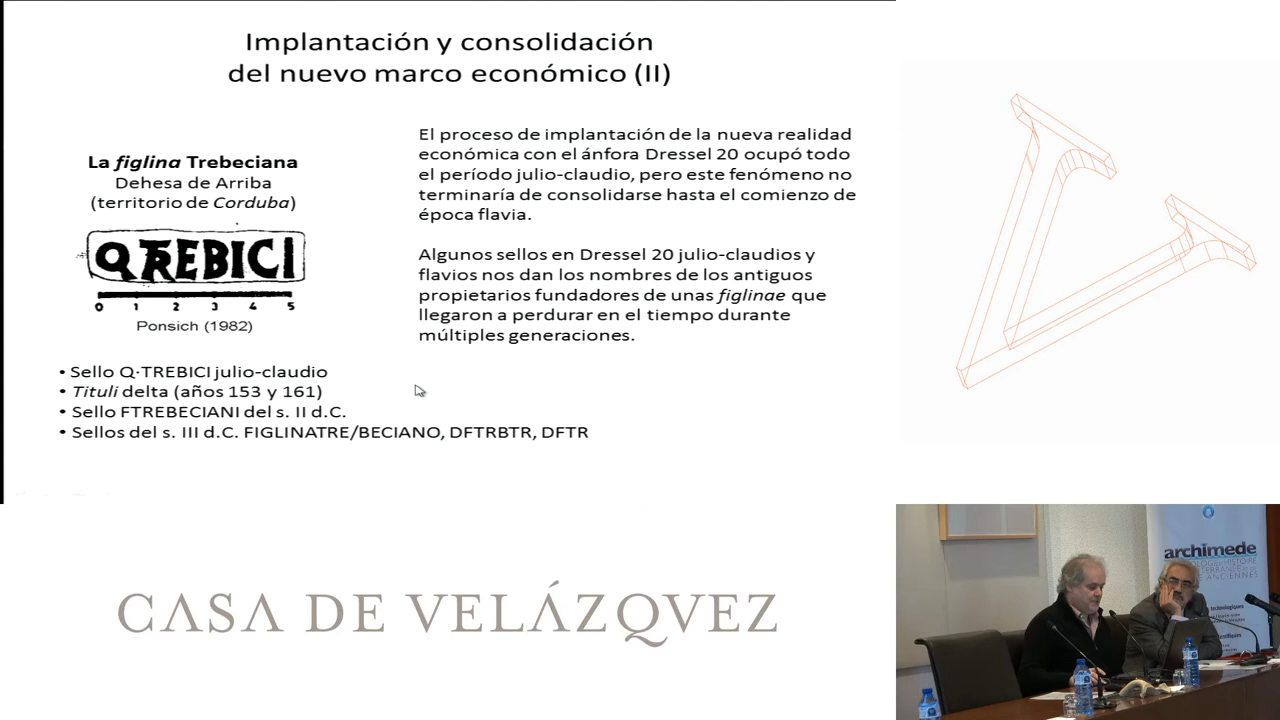 Implantación y consolidación
del nuevo marco económico (II)
La figlina Trebeciana
Dehesa de Arriba
(territorio de Corduba)
Q TREBICI
0 1 2 3 4 5
Ponsich (1982)
El proceso de implantación de la nueva realidad
económica con el ánfora Dressel 20 ocupó todo
el período julio-claudio, pero este fenómeno no
terminaría de consolidarse hasta el comienzo de
época flavia.
Algunos sellos en Dressel 20 julio-claudios y
flavios nos dan los nombres de los antiguos
propietarios fundadores de unas figlinae que
llegaron a perdurar en el tiempo durante
múltiples generaciones.
• Sello Q·TREBICI julio-claudio
• Tituli delta (años 153 y 161)
• Sello FTREBECIANI del s. II d.C.
• Sellos del s. III d.C. FIGLINATRE/BECIANO, DFTRBTR, DFTR
CASA DE VELÁZQVEZ
archimede
HISTOIRE
ANCIENNES
technologiques